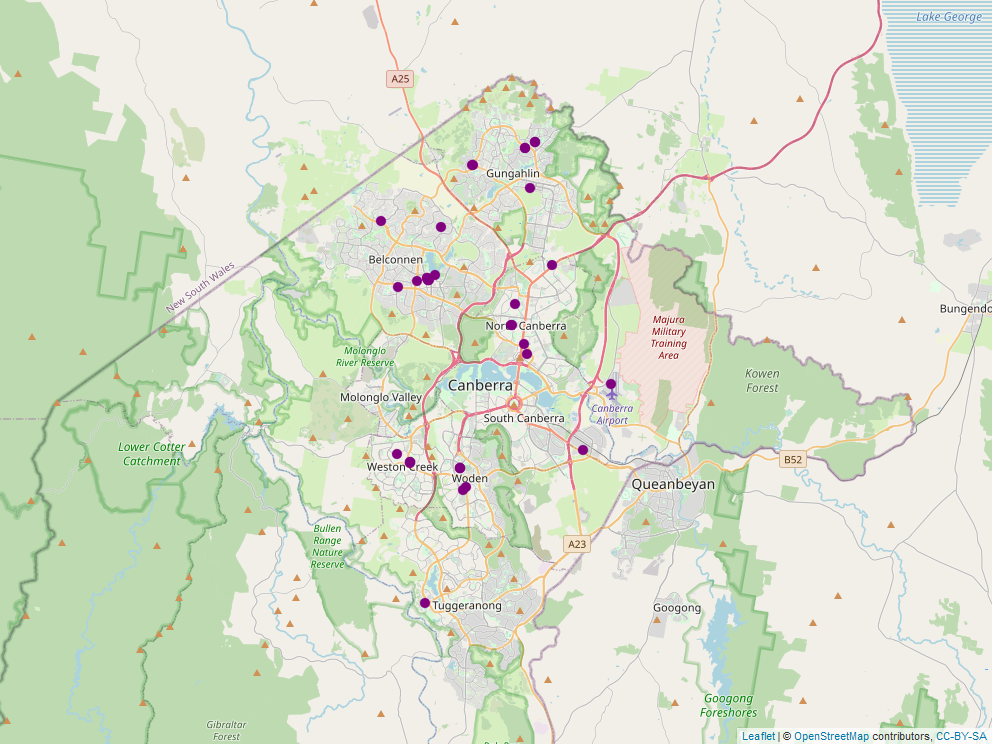 Lake George
A25
Gungahlin
New South Wales
Belconnen
Bungendo
North Canberra
Majura
Military
Training
Area
Molonglo
River Reserve
Kowen
Forest
Canberra
Molonglo Valley
South Canberra
Canberra
Airport
Lower Cotter
Catchment
B52
Weston Creek
Woden
Queanbeyan
Bullen
Range
Nature
Reserve
A23
Tuggeranong
Googong
Googong
Foreshores
Gibraltar
Forest
Leaflet | © OpenStreetMap contributors, CC-BY-SA